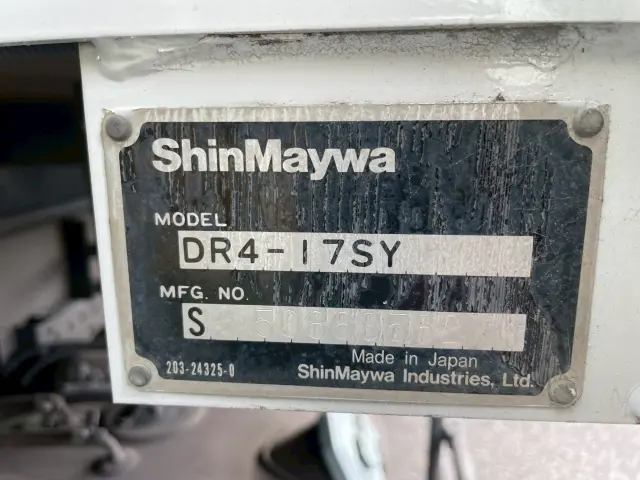 ShinMaywa
MODEL
DR4-17SY
MFG. NO.
S
Made in Japan
203-24325-0
ShinMaywa Industries, Ltd.